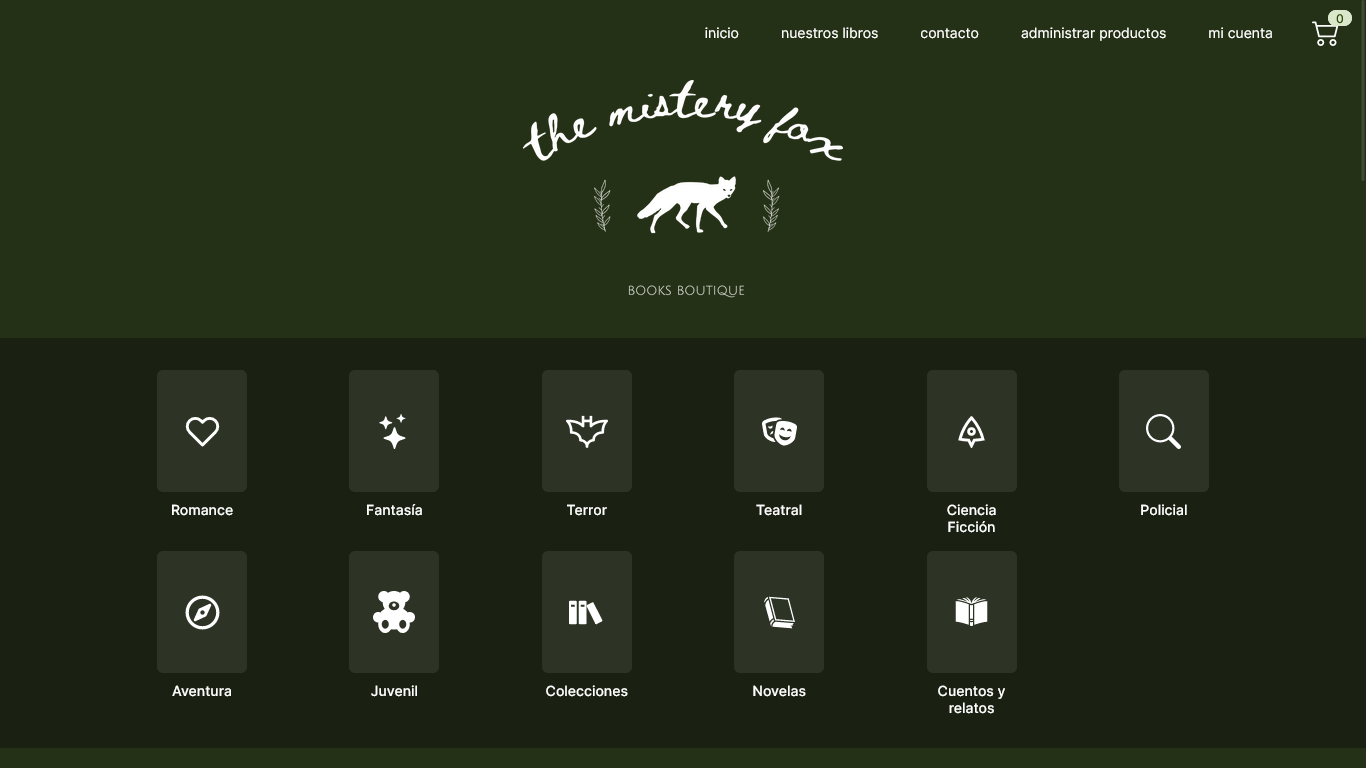 inicio nuestros libros contacto administrar productos mi cuenta 0
the mistery fox
BOOKS BOUTIQUE
Romance Fantasía Terror Teatral Ciencia Ficción Policial
Aventura Juvenil Colecciones Novelas Cuentos y relatos